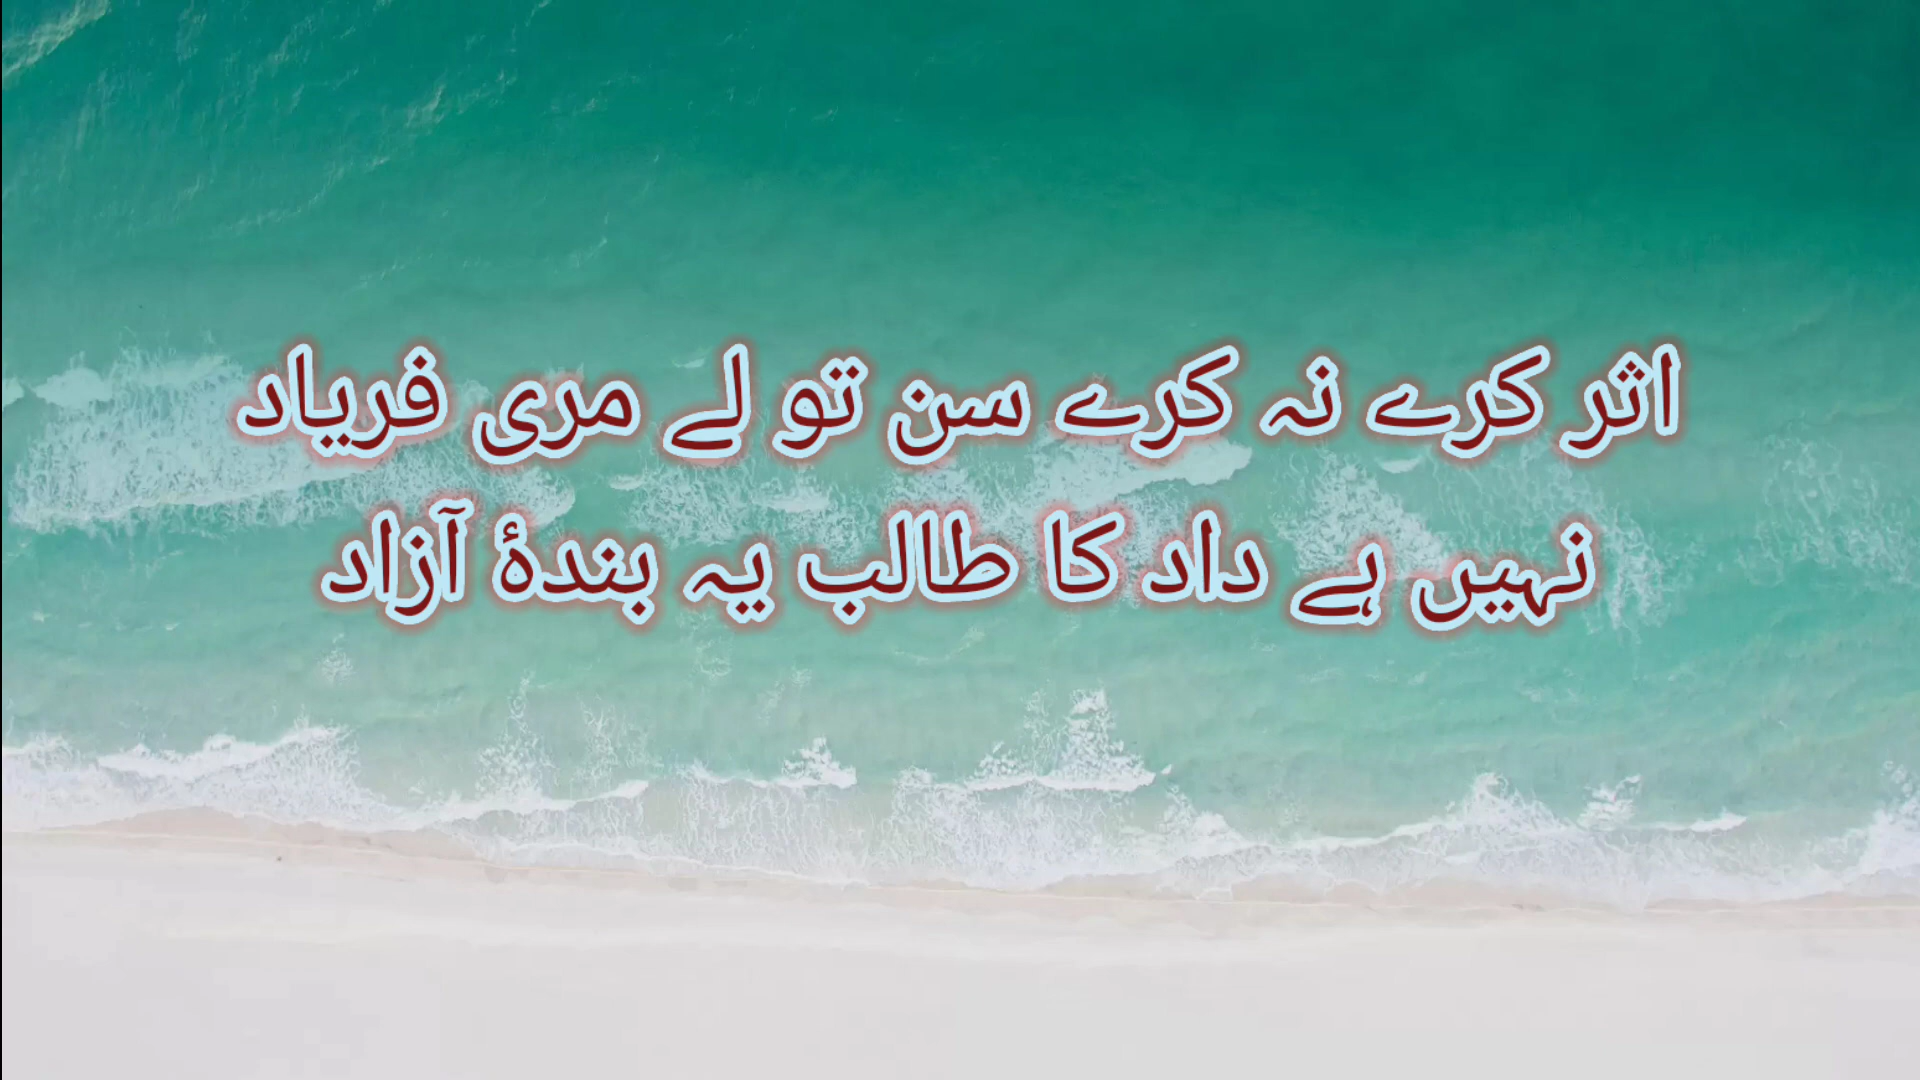 اثر کرے نہ کرے سن تو لے مری فریاد
نہیں ہے داد کا طالب یہ بندۂ آزاد